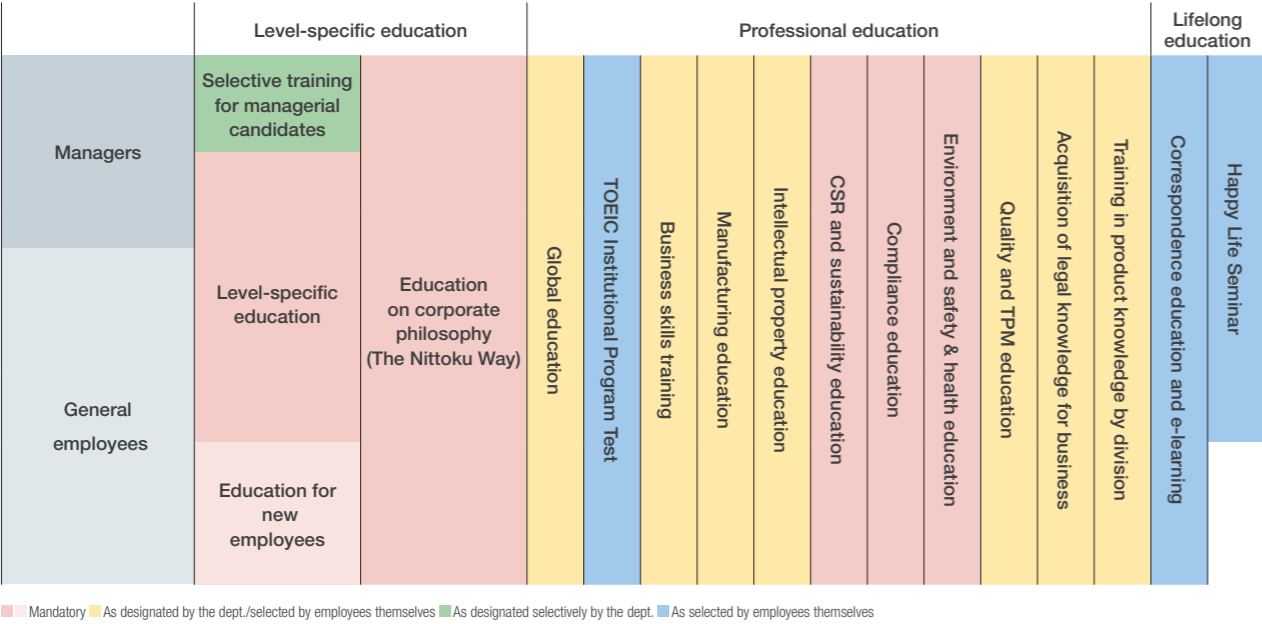 Level-specific education
Professional education
Lifelong
education
Managers
General
employees
Selective training
for managerial
candidates
Level-specific
education
Education for
new
employees
Education
on corporate
philosophy
(The Nittoku Way)
Global education
TOEIC Institutional Program Test
Business skills training
Manufacturing education
Intellectual property education
CSR and sustainability education
Compliance education
Environment and safety & health education
Quality and TPM education
Acquisition of legal knowledge for business
Training in product knowledge by division
Correspondence education and e-learning
Happy Life Seminar
Mandatory As designated by the dept./selected by employees themselves As designated selectively by the dept. As selected by employees themselves